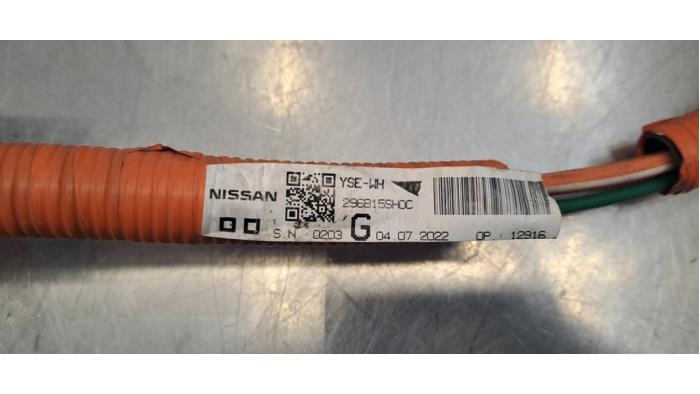 NISSAN
YSE-WH
296B15SH0C
S.N. 0203 G 04.07.2022 OP. 12916